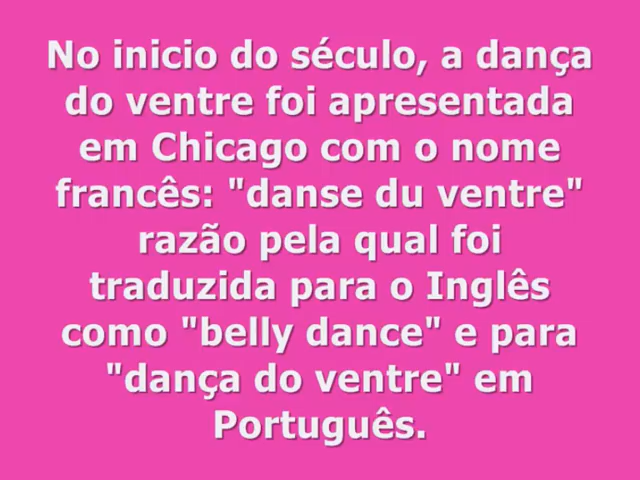 No inicio do século, a dança
do ventre foi apresentada
em Chicago com o nome
francês: "danse du ventre"
razão pela qual foi
traduzida para o Inglês
como "belly dance" e para
"dança do ventre" em
Português.